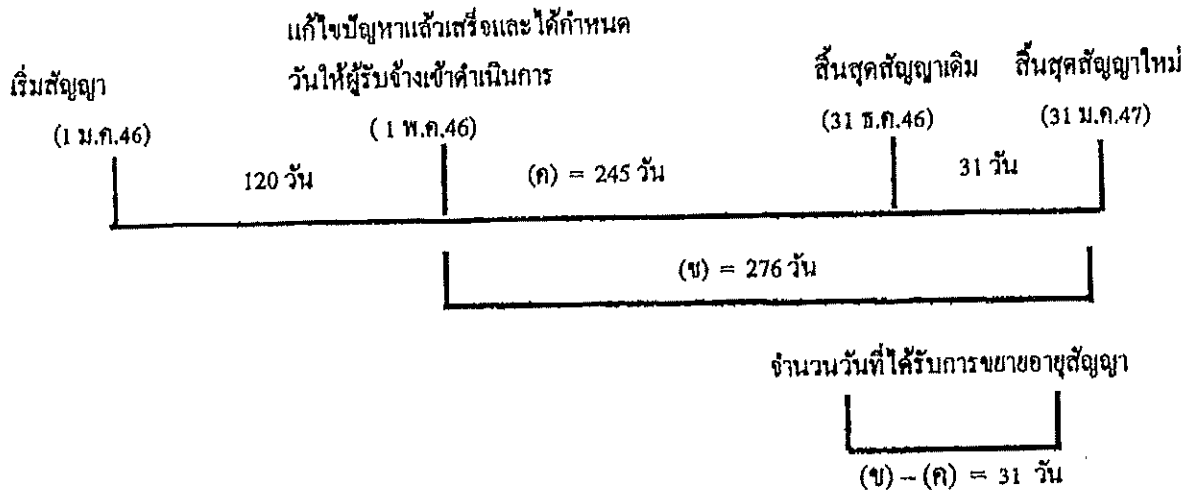 แก้ไขปัญหาแล้วเสร็จและได้กำหนด
วันให้ผู้รับจ้างเข้าดำเนินการ
เริ่มสัญญา
สิ้นสุดสัญญาเดิม
สิ้นสุดสัญญาใหม่
(1 ม.ค.46)
( 1 พ.ค.46)
(31 ธ.ค.46)
(31 ม.ค.47)
120 วัน
(ค) = 245 วัน
31 วัน
(ข) = 276 วัน
จำนวนวันที่ได้รับการขยายอายุสัญญา
(ข) – (ค) = 31 วัน